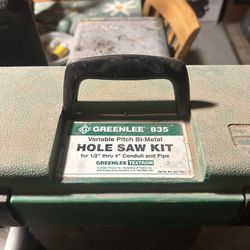 GREENLEE 835
Variable Pitch Bi-Metal
HOLE SAW KIT
for 1/2" thru 4" Conduit and Pipe
GREENLEE TEXTRON